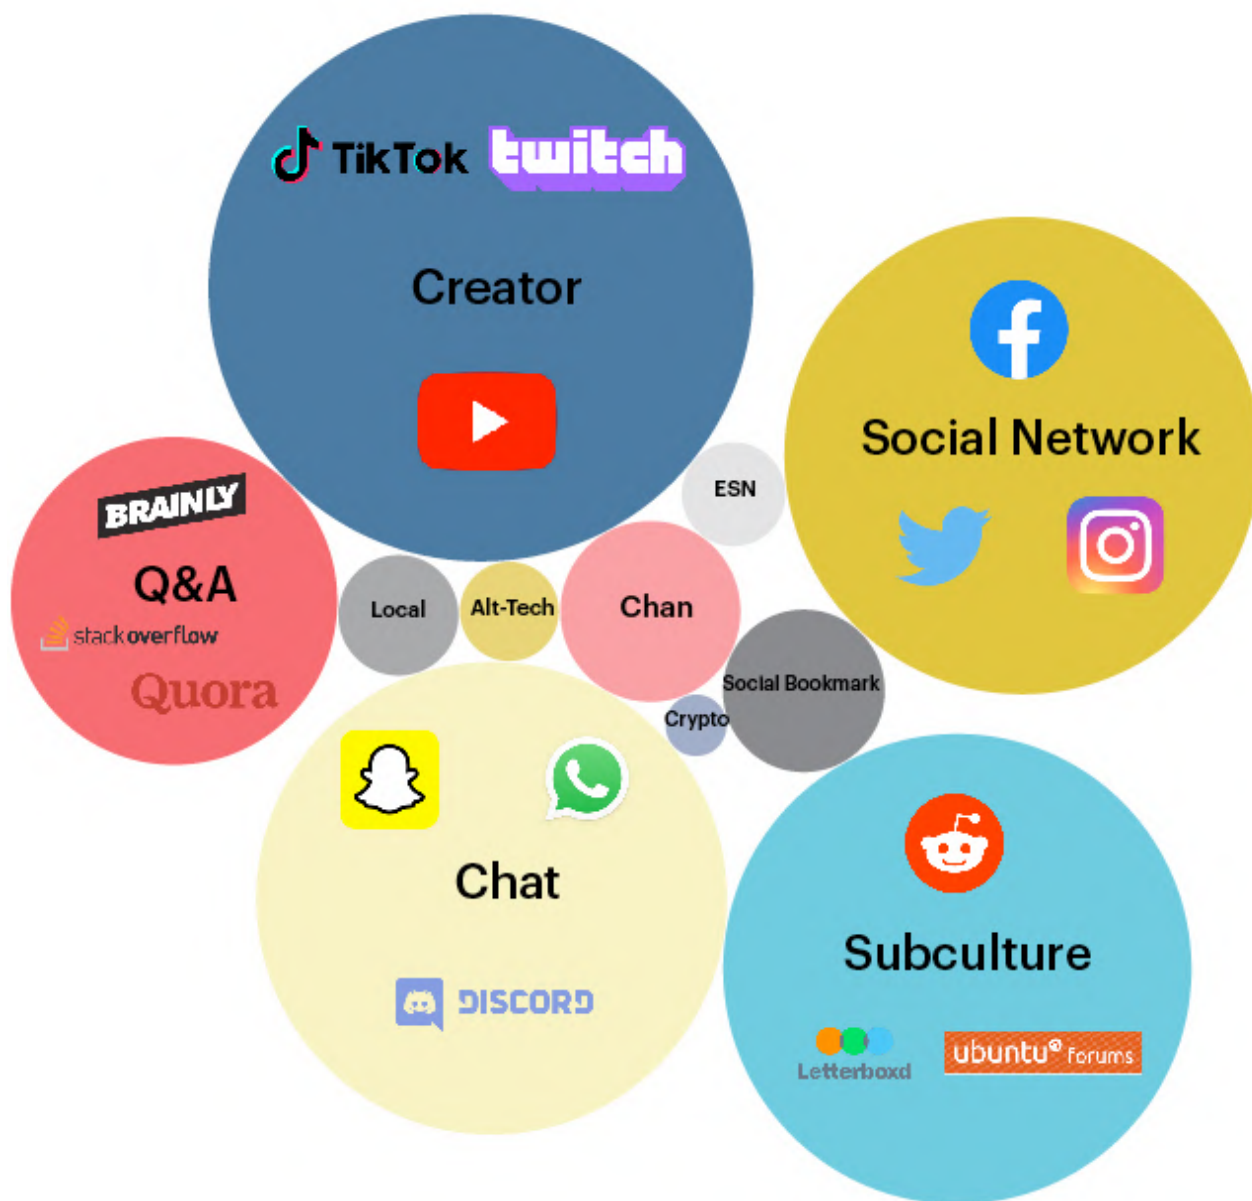 TikTok twitch
Creator
Social Network
ESN
BRAINLY
Q&A
stackoverflow
Quora
Local
Alt-Tech
Chan
Social Bookmark
Crypto
Chat
DISCORD
Subculture
Letterboxd
ubuntu® forums